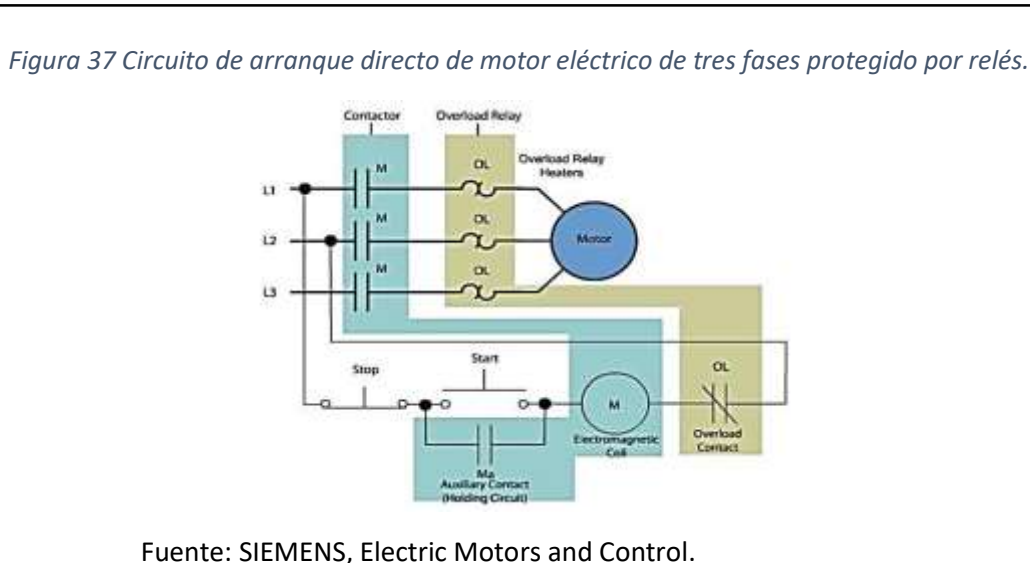 Figura 37 Circuito de arranque directo de motor eléctrico de tres fases protegido por relés.
Contactor
Overload Relay
M
OL
Overload Relay
Heaters
L1
M
OL
L2
Motor
M
OL
L3
Stop
Start
OL
M
Electromagnetic
Coil
Overload
Contact
Ma
Auxiliary Contact
(Holding Circuit)
Fuente: SIEMENS, Electric Motors and Control.